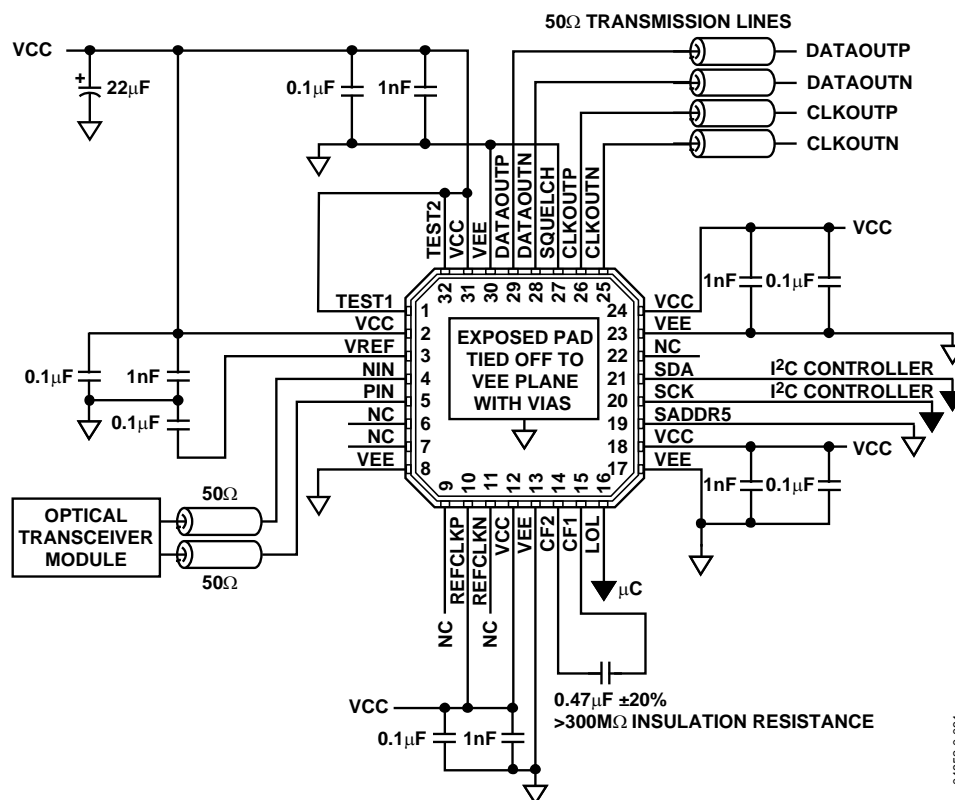 50Ω TRANSMISSION LINES
VCC
DATAOUTP
DATAOUTN
CLKOUTP
CLKOUTN
+
22µF
0.1µF
1nF
TEST2
VCC
VEE
DATAOUTP
DATAOUTN
SQUELCH
CLKOUTP
CLKOUTN
32
31
30
29
28
27
26
25
TEST1
VCC
VREF
NIN
PIN
NC
NC
VEE
1
2
3
4
5
6
7
8
0.1µF
1nF
0.1µF
EXPOSED PAD
TIED OFF TO
VEE PLANE
WITH VIAS
24
23
22
21
20
19
18
17
VCC
VEE
NC
SDA
SCK
SADDR5
VCC
VEE
VCC
1nF
0.1µF
I²C CONTROLLER
I²C CONTROLLER
VCC
1nF
0.1µF
OPTICAL
TRANSCEIVER
MODULE
50Ω
50Ω
9
10
11
12
13
14
15
16
NC
REFCLKP
REFCLKN
NC
VCC
VEE
CF2
CF1
LOL
µC
0.47µF ±20%
>300MΩ INSULATION RESISTANCE
VCC
0.1µF
1nF